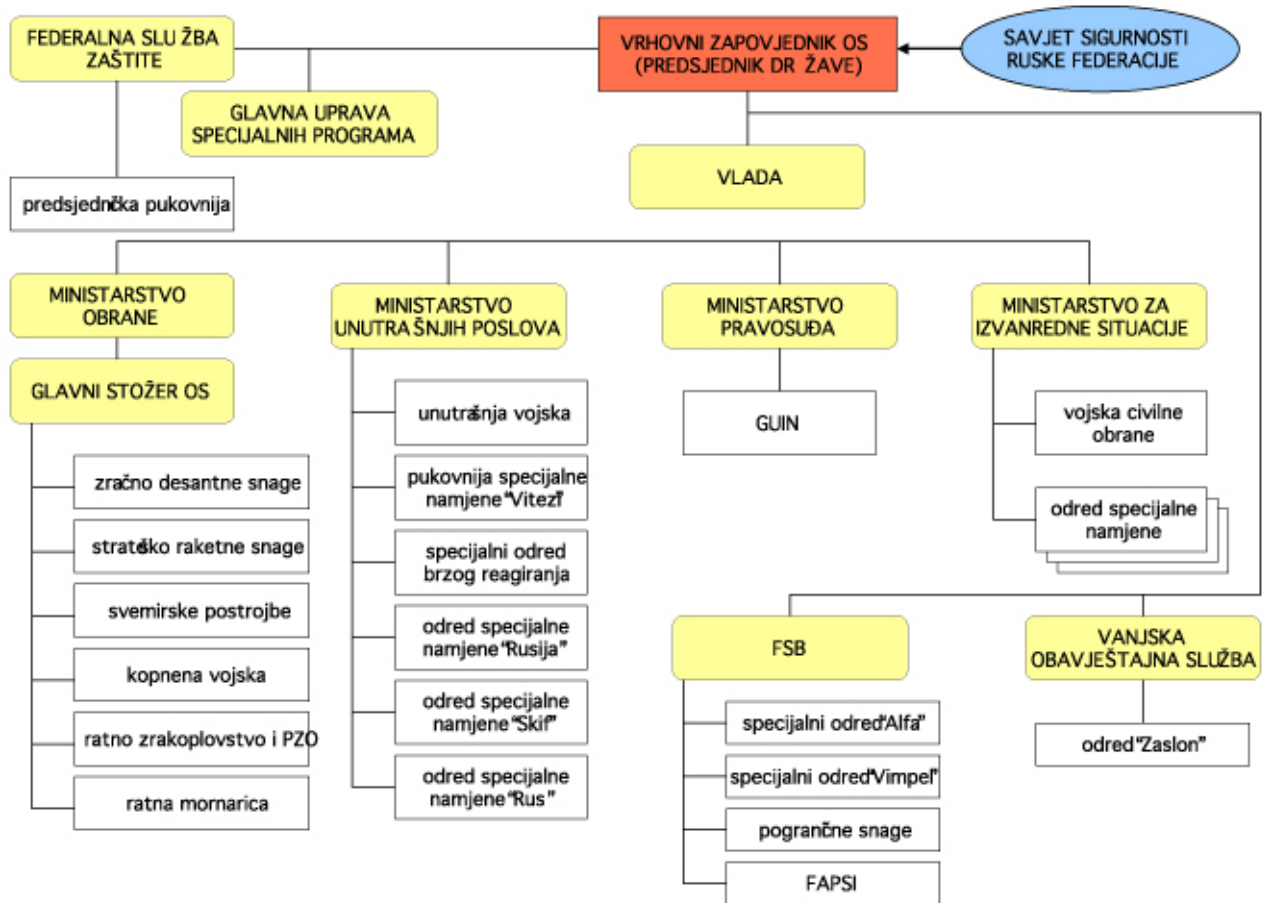 FEDERALNA SLU ŽBA
ZAŠTITE
VRHOVNI ZAPOVJEDNIK OS
(PREDSJEDNIK DR ŽAVE)
SAVJET SIGURNOSTI
RUSKE FEDERACIJE
GLAVNA UPRAVA
SPECIJALNIH PROGRAMA
VLADA
predsjednčka pukovnija
MINISTARSTVO
OBRANE
MINISTARSTVO
UNUTRA ŠNJIH POSLOVA
MINISTARSTVO
PRAVOSUĐA
MINISTARSTVO ZA
IZVANREDNE SITUACIJE
GLAVNI STOŽER OS
zračno desantne snage
strateško raketne snage
svemirske postrojbe
kopnena vojska
ratno zrakoplovstvo i PZO
ratna mornarica
unutrašnja vojska
pukovnija specijalne
namjene "Vitezi"
specijalni odred
brzog reagiranja
odred specijalne
namjene "Rusija"
odred specijalne
namjene "Skif"
odred specijalne
namjene "Rus"
GUIN
vojska civilne
obrane
odred specijalne
namjene
FSB
specijalni odred "Alfa"
specijalni odred "Vimpel"
pogranične snage
FAPSI
VANJSKA
OBAVJEŠTAJNA SLUŽBA
odred "Zaslon"